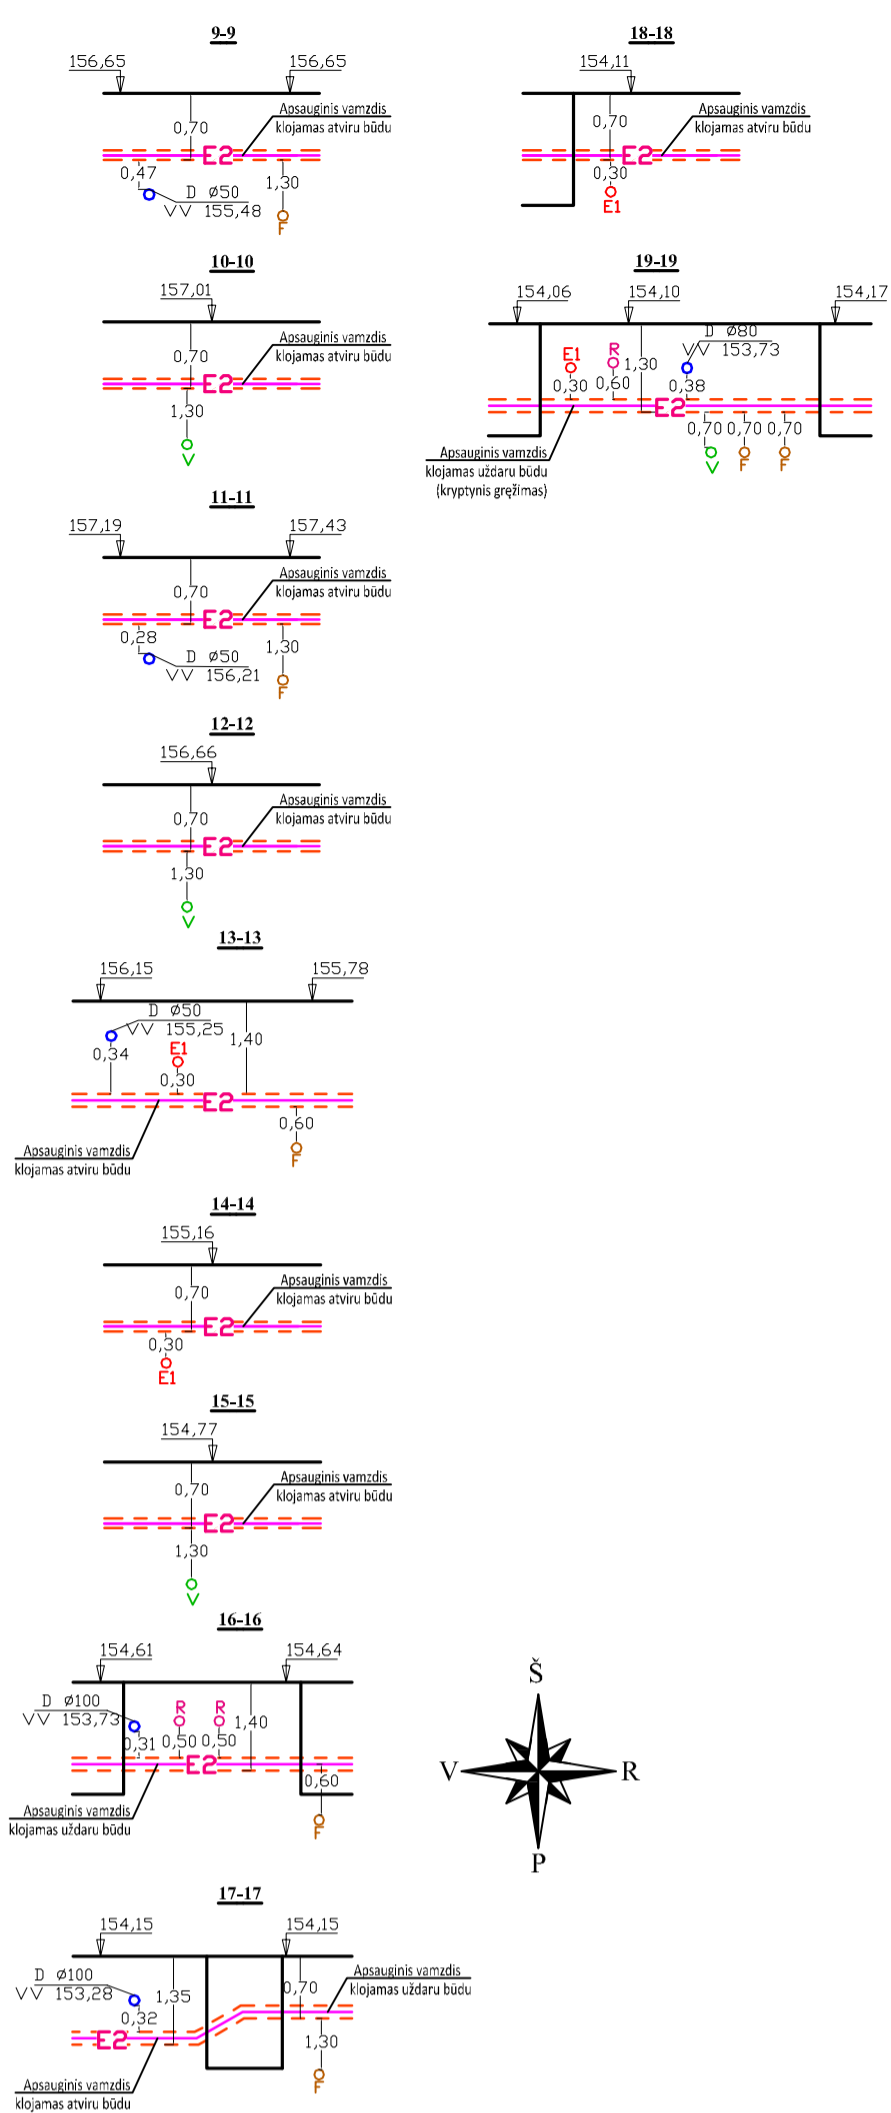 9-9
156,65 156,65
Apsauginis vamzdis
klojamas atviru būdu
0,70
E2
0,47
D Ø50
VV 155,48
1,30
F
10-10
157,01
Apsauginis vamzdis
klojamas atviru būdu
0,70
E2
1,30
V
11-11
157,19 157,43
Apsauginis vamzdis
klojamas atviru būdu
0,70
E2
0,28
D Ø50
VV 156,21
1,30
F
12-12
156,66
Apsauginis vamzdis
klojamas atviru būdu
0,70
E2
1,30
V
13-13
156,15 155,78
D Ø50
VV 155,25
0,34
E1
0,30
1,40
E2
0,60
F
Apsauginis vamzdis
klojamas atviru būdu
14-14
155,16
Apsauginis vamzdis
klojamas atviru būdu
0,70
E2
0,30
E1
15-15
154,77
Apsauginis vamzdis
klojamas atviru būdu
0,70
E2
1,30
V
16-16
154,61 154,64
D Ø100
VV 153,73
R R
1,40
0,31 0,50 0,50
E2
0,60
F
Apsauginis vamzdis
klojamas uždaru būdu
17-17
154,15 154,15
D Ø100
VV 153,28
1,35
0,70
Apsauginis vamzdis
klojamas uždaru būdu
0,32
E2
1,30
F
Apsauginis vamzdis
klojamas atviru būdu
18-18
154,11
Apsauginis vamzdis
klojamas atviru būdu
0,70
E2
0,30
E1
19-19
154,06 154,10 154,17
D Ø80
VV 153,73
E1 R
1,30
0,30 0,60 0,38
E2
0,70 0,70 0,70
V F F
Apsauginis vamzdis
klojamas uždaru būdu
(kryptynis gręžimas)
Š
V R
P